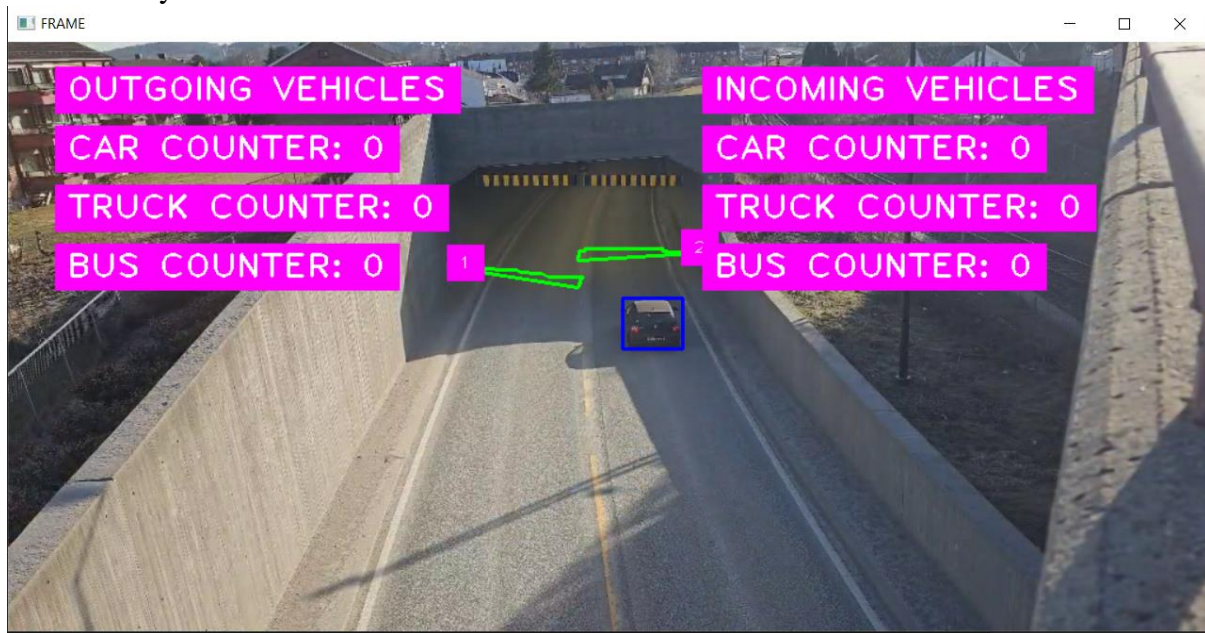 FRAME
OUTGOING VEHICLES
CAR COUNTER: 0
TRUCK COUNTER: 0
BUS COUNTER: 0
INCOMING VEHICLES
CAR COUNTER: 0
TRUCK COUNTER: 0
BUS COUNTER: 0
1
2